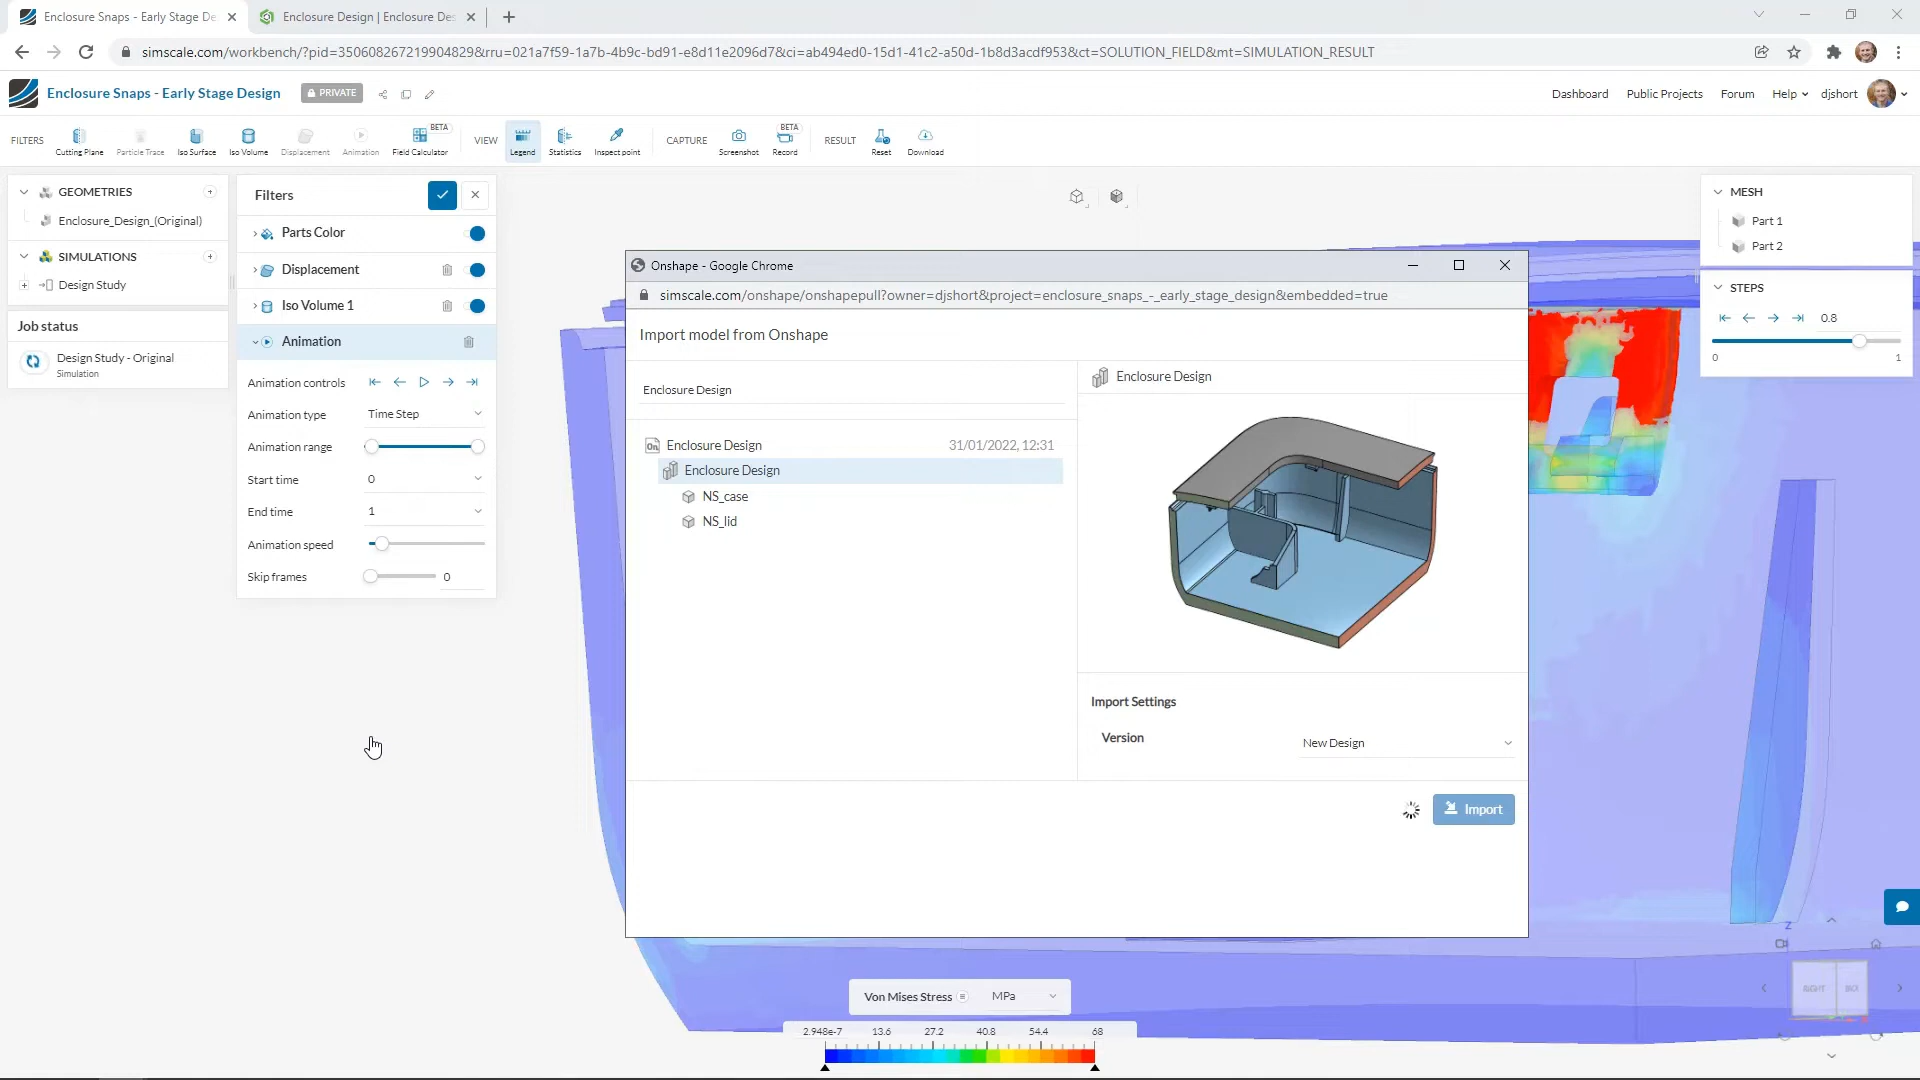 Enclosure Snaps - Early Stage De
Enclosure Design | Enclosure Des
simscale.com/workbench/?pid=350608267219904829&rru=021a7f59-1a7b-4b9c-bd91-e8d11e2096d7&ci=ab494ed0-15d1-41c2-a50d-1b8d3acdf953&ct=SOLUTION_FIELD&mt=SIMULATION_RESULT
Enclosure Snaps - Early Stage Design
PRIVATE
Dashboard
Public Projects
Forum
Help
djshort
FILTERS
Cutting Plane
Particle Trace
Iso Surface
Iso Volume
Displacement
Animation
BETA
Field Calculator
VIEW
Legend
Statistics
Inspect point
CAPTURE
Screenshot
BETA
Record
RESULT
Reset
Download
GEOMETRIES
Enclosure_Design_(Original)
SIMULATIONS
Design Study
Job status
Design Study - Original
Simulation
Filters
Parts Color
Displacement
Iso Volume 1
Animation
Animation controls
Animation type
Time Step
Animation range
Start time
0
End time
1
Animation speed
Skip frames
0
Onshape - Google Chrome
simscale.com/onshape/onshapepull?owner=djshort&project=enclosure_snaps_-_early_stage_design&embedded=true
Import model from Onshape
Enclosure Design
On
Enclosure Design
31/01/2022, 12:31
Enclosure Design
NS_case
NS_lid
Enclosure Design
Import Settings
Version
New Design
Import
MESH
Part 1
Part 2
STEPS
0.8
0
1
Von Mises Stress
MPa
2.948e-7
13.6
27.2
40.8
54.4
68
Z
RIGHT